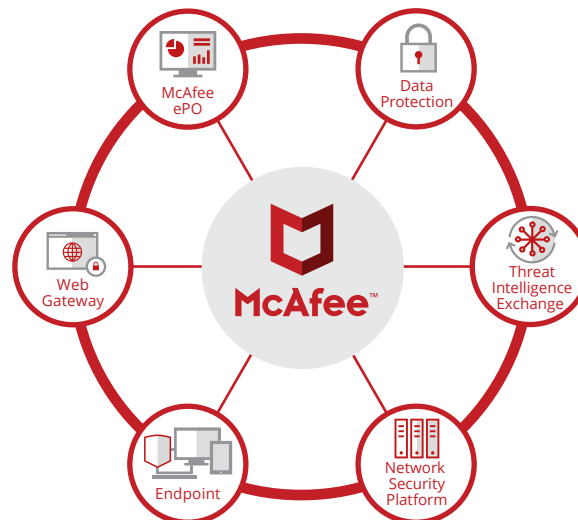 McAfee
ePO
Data
Protection
Web
Gateway
McAfee™
Threat
Intelligence
Exchange
Endpoint
Network
Security
Platform